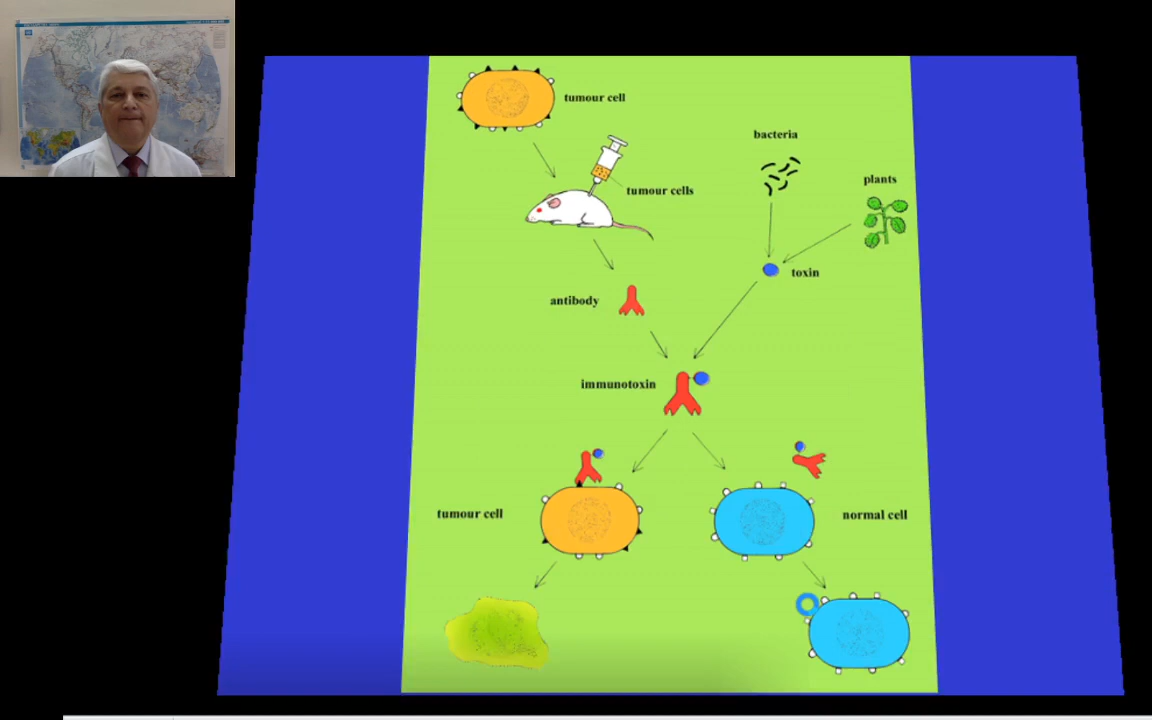 tumour cell
bacteria
tumour cells
plants
toxin
antibody
immunotoxin
tumour cell
normal cell